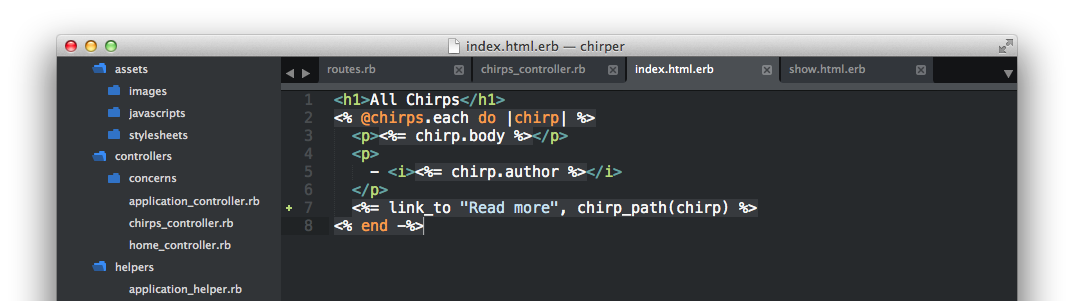 index.html.erb — chirper
assets
images
javascripts
stylesheets
controllers
concerns
application_controller.rb
chirps_controller.rb
home_controller.rb
helpers
application_helper.rb
routes.rb
chirps_controller.rb
index.html.erb
show.html.erb
1 <h1>All Chirps</h1>
2 <% @chirps.each do |chirp| %>
3 <p><%= chirp.body %></p>
4 <p>
5 - <i><%= chirp.author %></i>
6 </p>
+ 7 <%= link_to "Read more", chirp_path(chirp) %>
8 <% end -%>